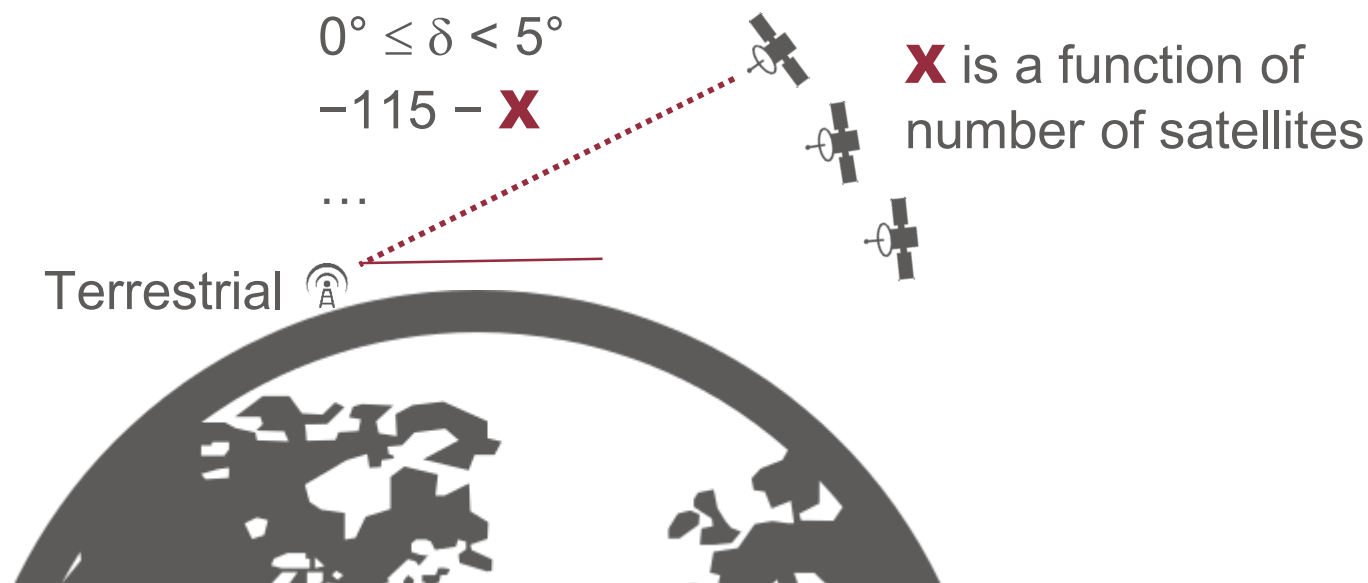 0° ≤ δ < 5°
−115 − X
…
X is a function of
number of satellites
Terrestrial